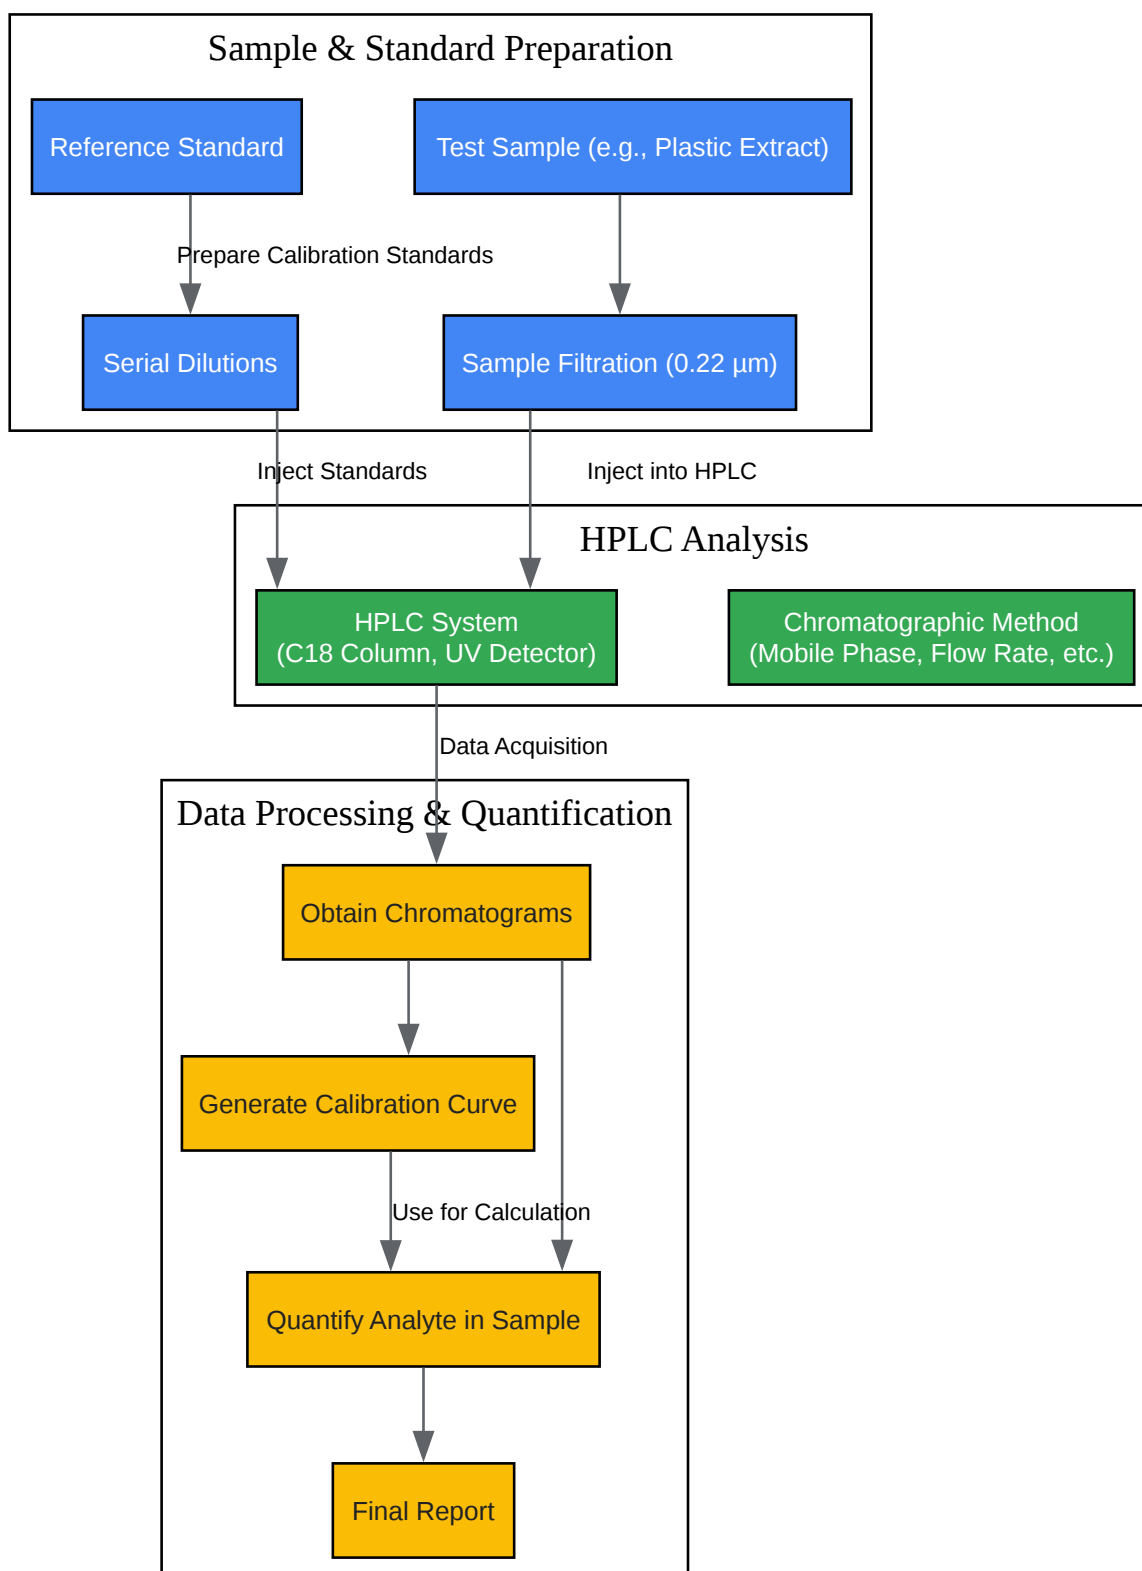 Sample & Standard Preparation
Reference Standard
Test Sample (e.g., Plastic Extract)
Prepare Calibration Standards
Serial Dilutions
Sample Filtration (0.22 µm)
Inject Standards
Inject into HPLC
HPLC Analysis
HPLC System
(C18 Column, UV Detector)
Chromatographic Method
(Mobile Phase, Flow Rate, etc.)
Data Acquisition
Data Processing & Quantification
Obtain Chromatograms
Generate Calibration Curve
Use for Calculation
Quantify Analyte in Sample
Final Report